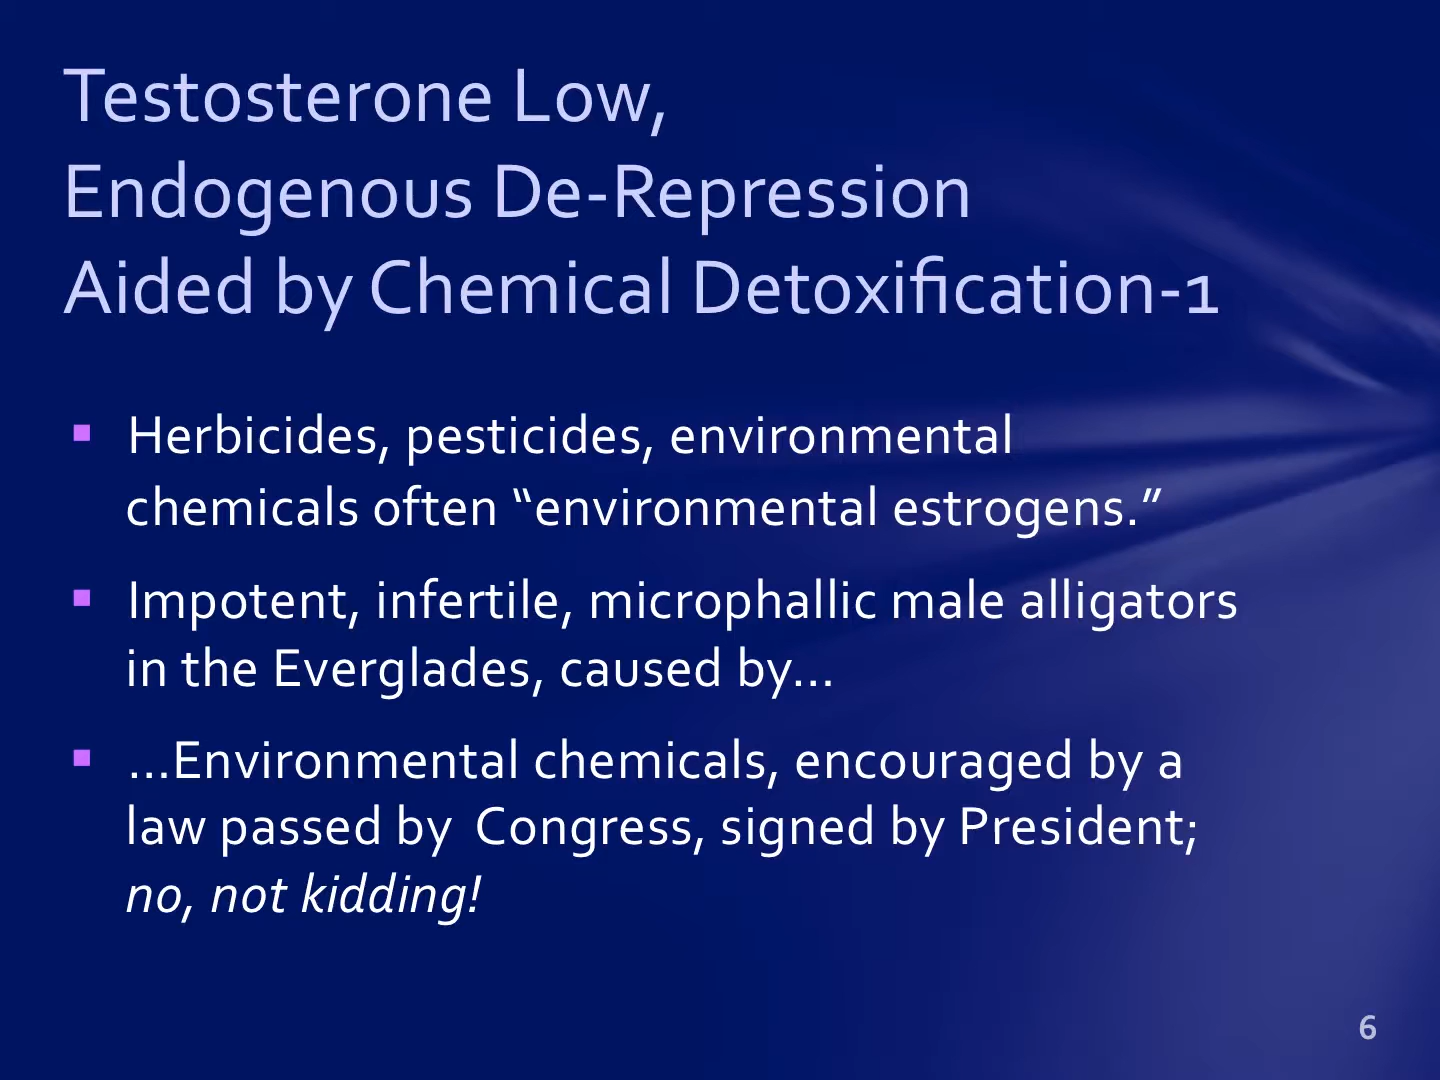 Testosterone Low,
Endogenous De-Repression
Aided by Chemical Detoxification-1
▪ Herbicides, pesticides, environmental
chemicals often “environmental estrogens.”
▪ Impotent, infertile, microphallic male alligators
in the Everglades, caused by…
▪ …Environmental chemicals, encouraged by a
law passed by  Congress, signed by President;
no, not kidding!
6